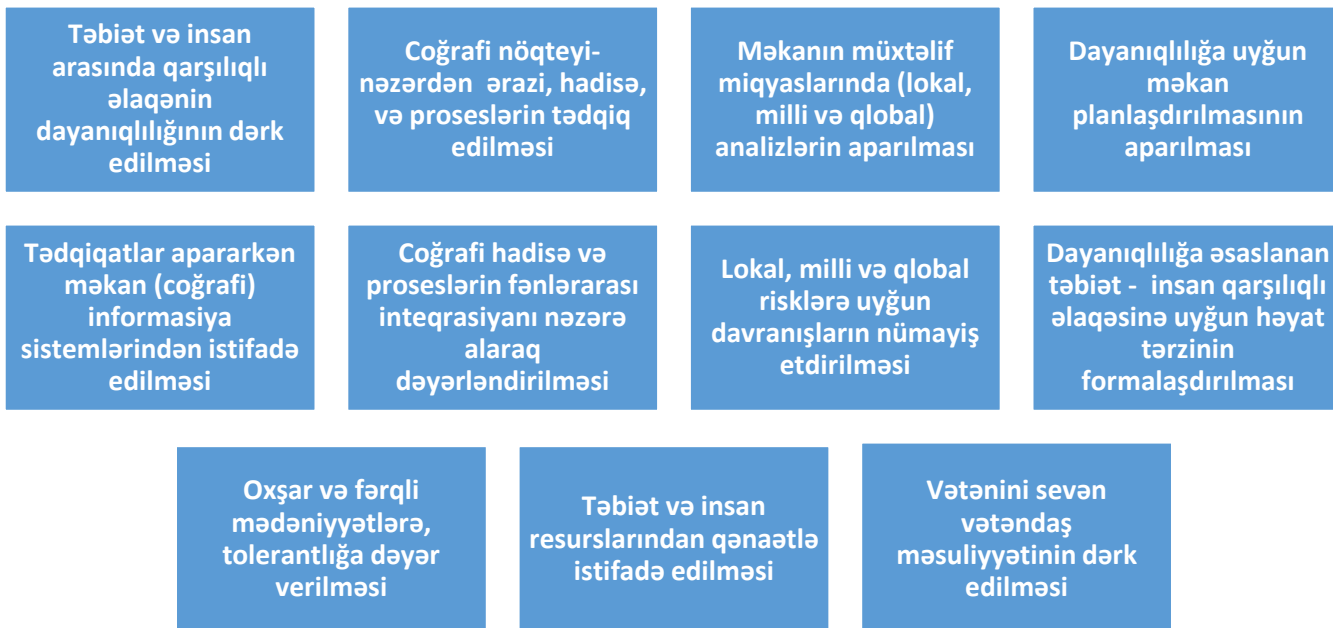 Təbiət və insan
arasında qarşılıqlı
əlaqənin
dayanıqlılığının dərk
edilməsi
Coğrafi nöqteyi-
nəzərdən ərazi, hadisə,
və proseslərin tədqiq
edilməsi
Məkanın müxtəlif
miqyaslarında (lokal,
milli və qlobal)
analizlərin aparılması
Dayanıqlılığa uyğun
məkan
planlaşdırılmasının
aparılması
Tədqiqatlar apararkən
məkan (coğrafi)
informasiya
sistemlərindən istifadə
edilməsi
Coğrafi hadisə və
proseslərin fənlərarası
inteqrasiyanı nəzərə
alaraq
dəyərləndirilməsi
Lokal, milli və qlobal
risklərə uyğun
davranışların nümayiş
etdirilməsi
Dayanıqlılığa əsaslanan
təbiət - insan qarşılıqlı
əlaqəsinə uyğun həyat
tərzinin
formalaşdırılması
Oxşar və fərqli
mədəniyyətlərə,
tolerantlığa dəyər
verilməsi
Təbiət və insan
resurslarından qənaətlə
istifadə edilməsi
Vətənini sevən
vətəndaş
məsuliyyətinin dərk
edilməsi